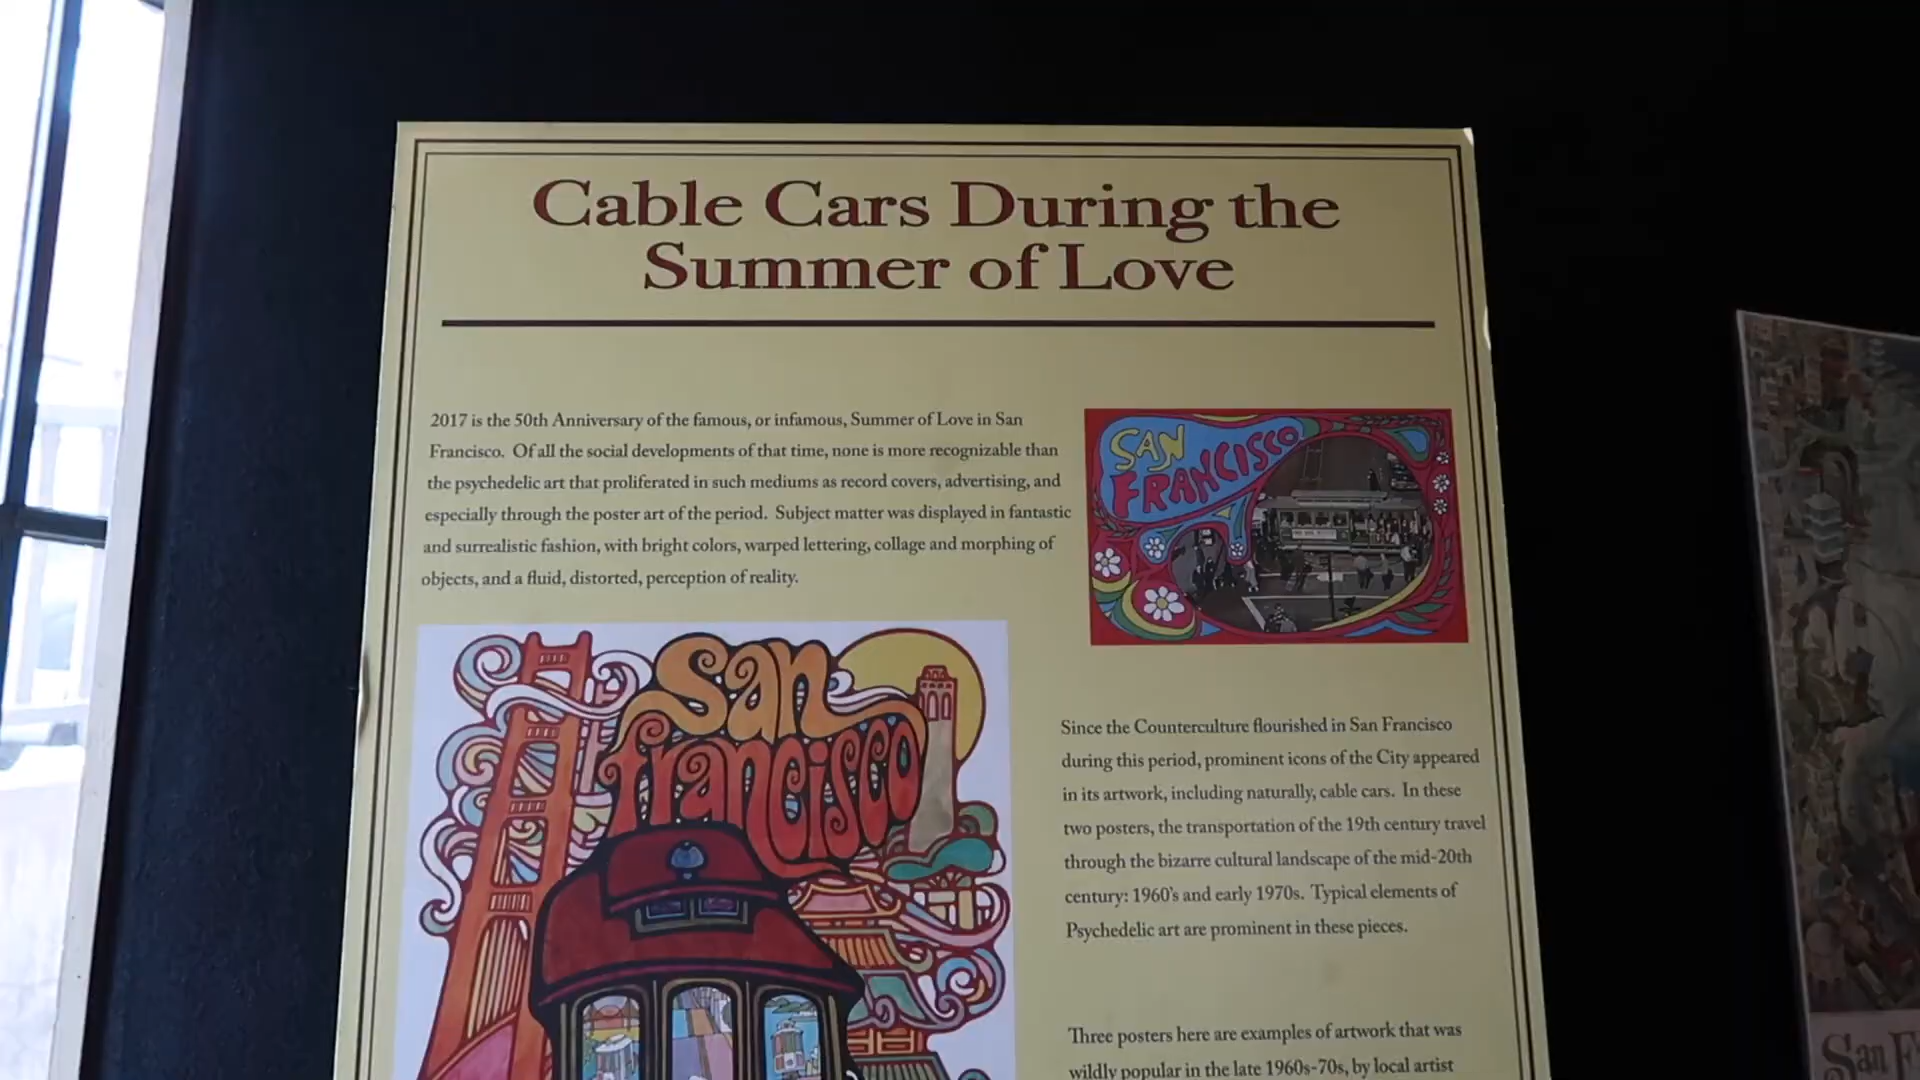 Cable Cars During the
Summer of Love
2017 is the 50th Anniversary of the famous, or infamous, Summer of Love in San
Francisco. Of all the social developments of that time, none is more recognizable than
the psychedelic art that proliferated in such mediums as record covers, advertising, and
especially through the poster art of the period. Subject matter was displayed in fantastic
and surrealistic fashion, with bright colors, warped lettering, collage and morphing of
objects, and a fluid, distorted, perception of reality.
SAN
FRANCISCO
san
francisco
Since the Counterculture flourished in San Francisco
during this period, prominent icons of the City appeared
in its artwork, including naturally, cable cars. In these
two posters, the transportation of the 19th century travel
through the bizarre cultural landscape of the mid-20th
century: 1960's and early 1970s. Typical elements of
Psychedelic art are prominent in these pieces.
Three posters here are examples of artwork that was
wildly popular in the late 1960s-70s, by local artist
San